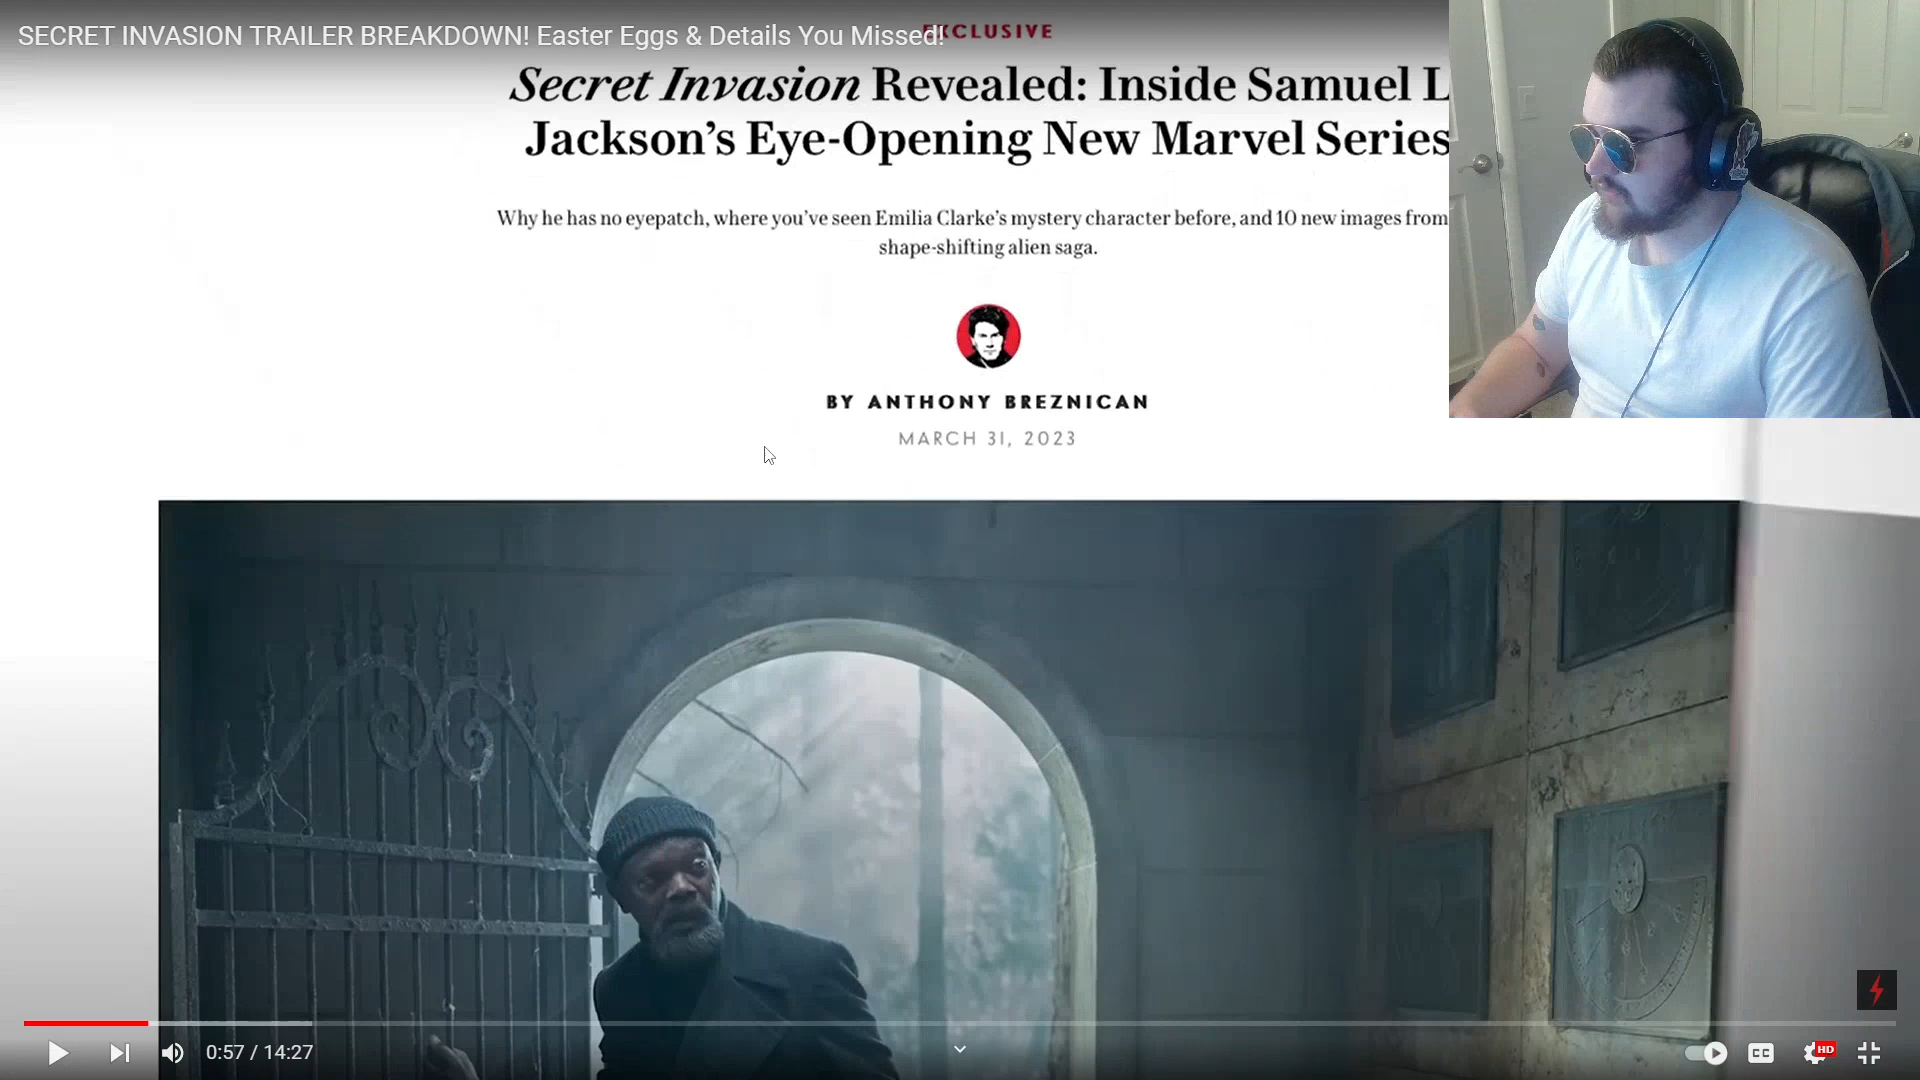 SECRET INVASION TRAILER BREAKDOWN! Easter Eggs & Details You Missed!
XCLUSIVE
Secret Invasion Revealed: Inside Samuel L
Jackson's Eye-Opening New Marvel Series
Why he has no eyepatch, where you've seen Emilia Clarke's mystery character before, and 10 new images from
shape-shifting alien saga.
BY ANTHONY BREZNICAN
MARCH 31, 2023
0:57 / 14:27
CC
HD